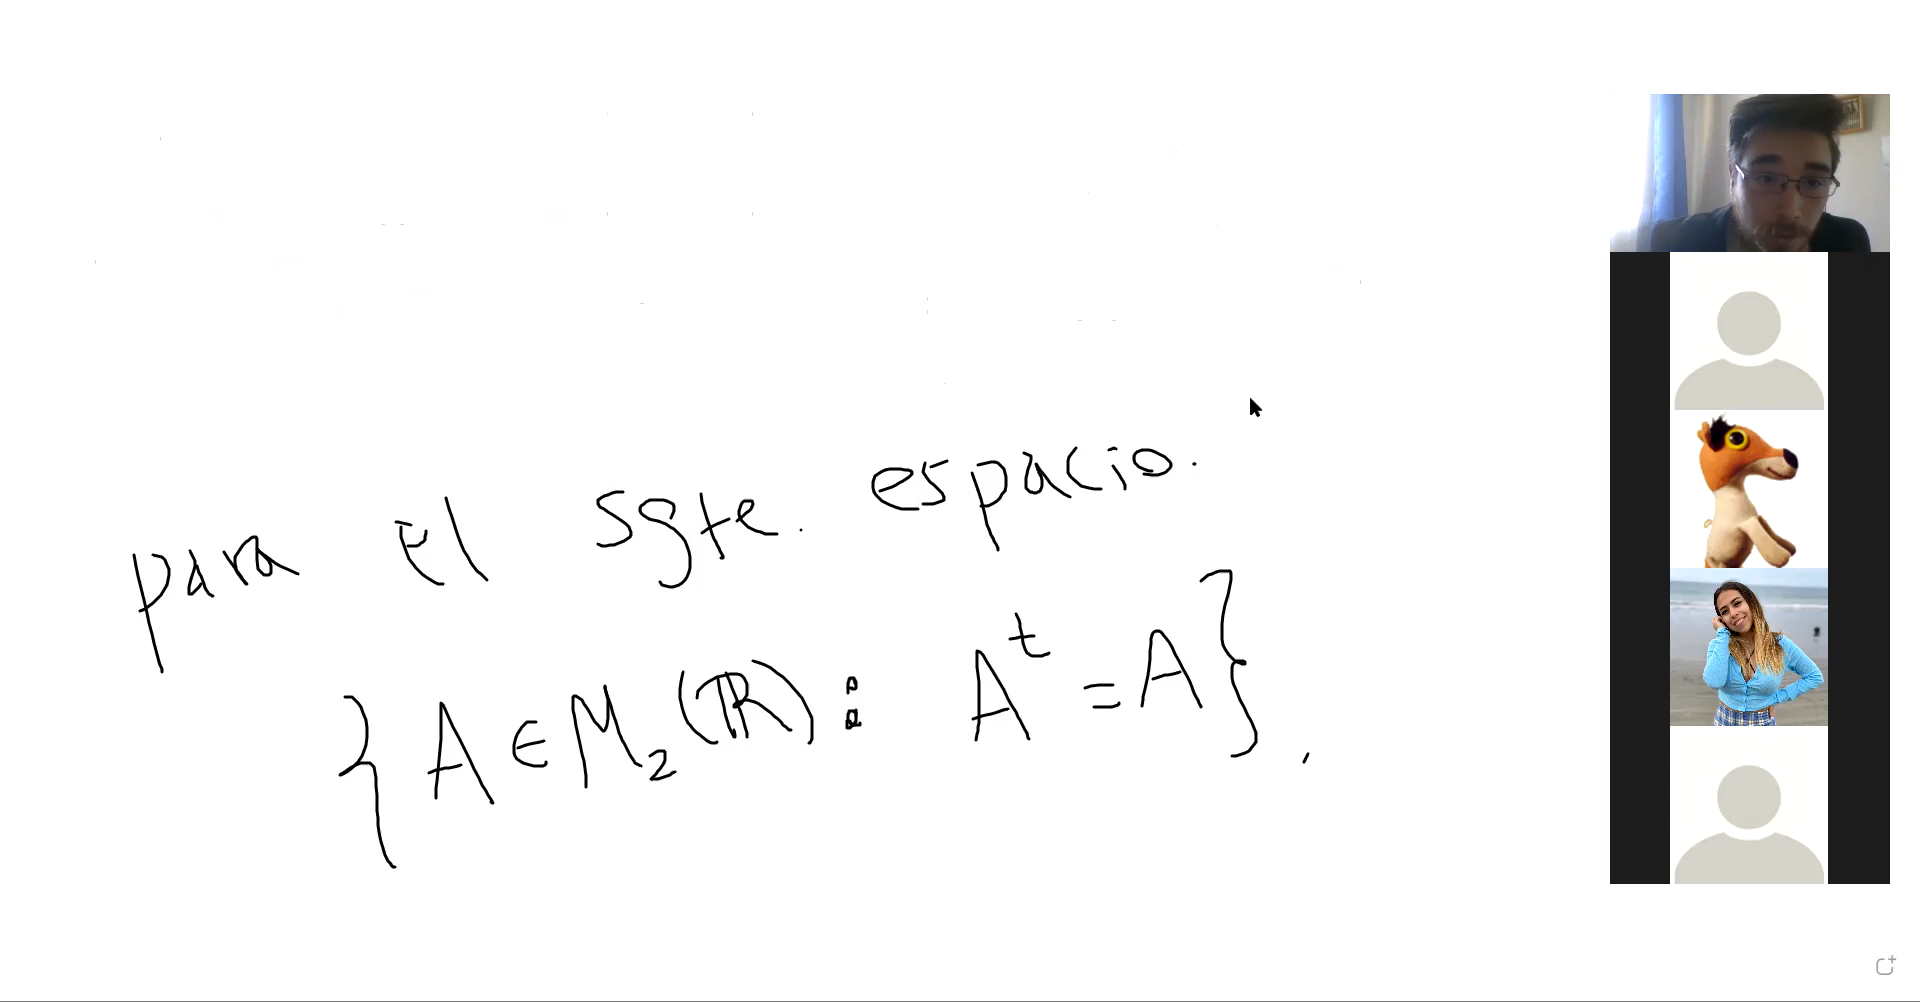 para el sgte. espacio.
{A ∈ M₂(ℝ): Aᵗ = A}.